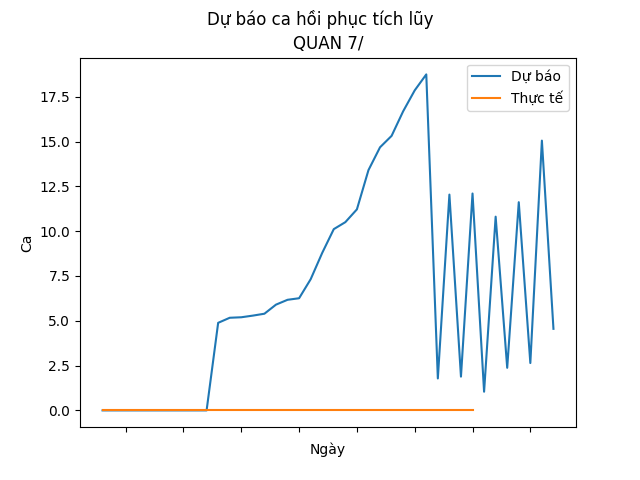 Dự báo ca hồi phục tích lũy
QUAN 7/
Dự báo
Thực tế
17.5
15.0
12.5
10.0
7.5
5.0
2.5
0.0
Ca
Ngày